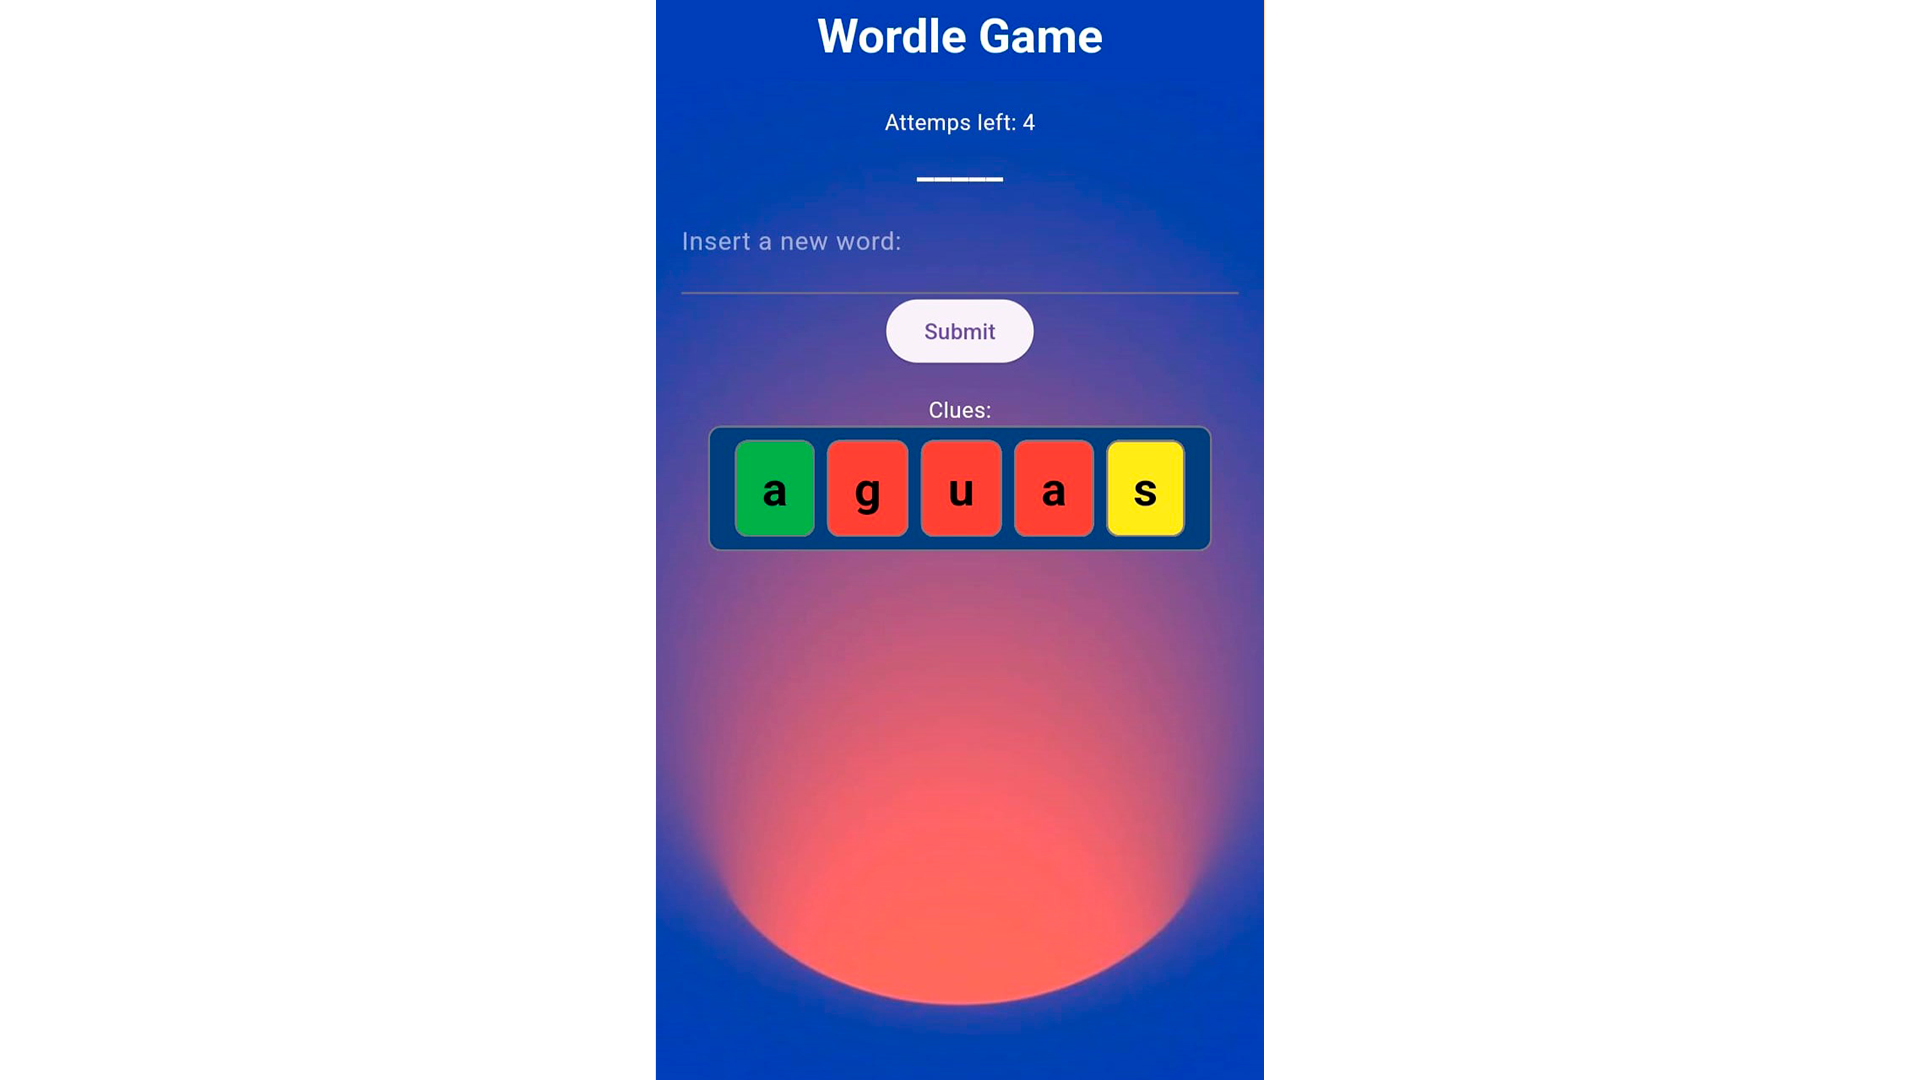 Wordle Game
Attemps left: 4
_____
Insert a new word:
Submit
Clues:
a g u a s